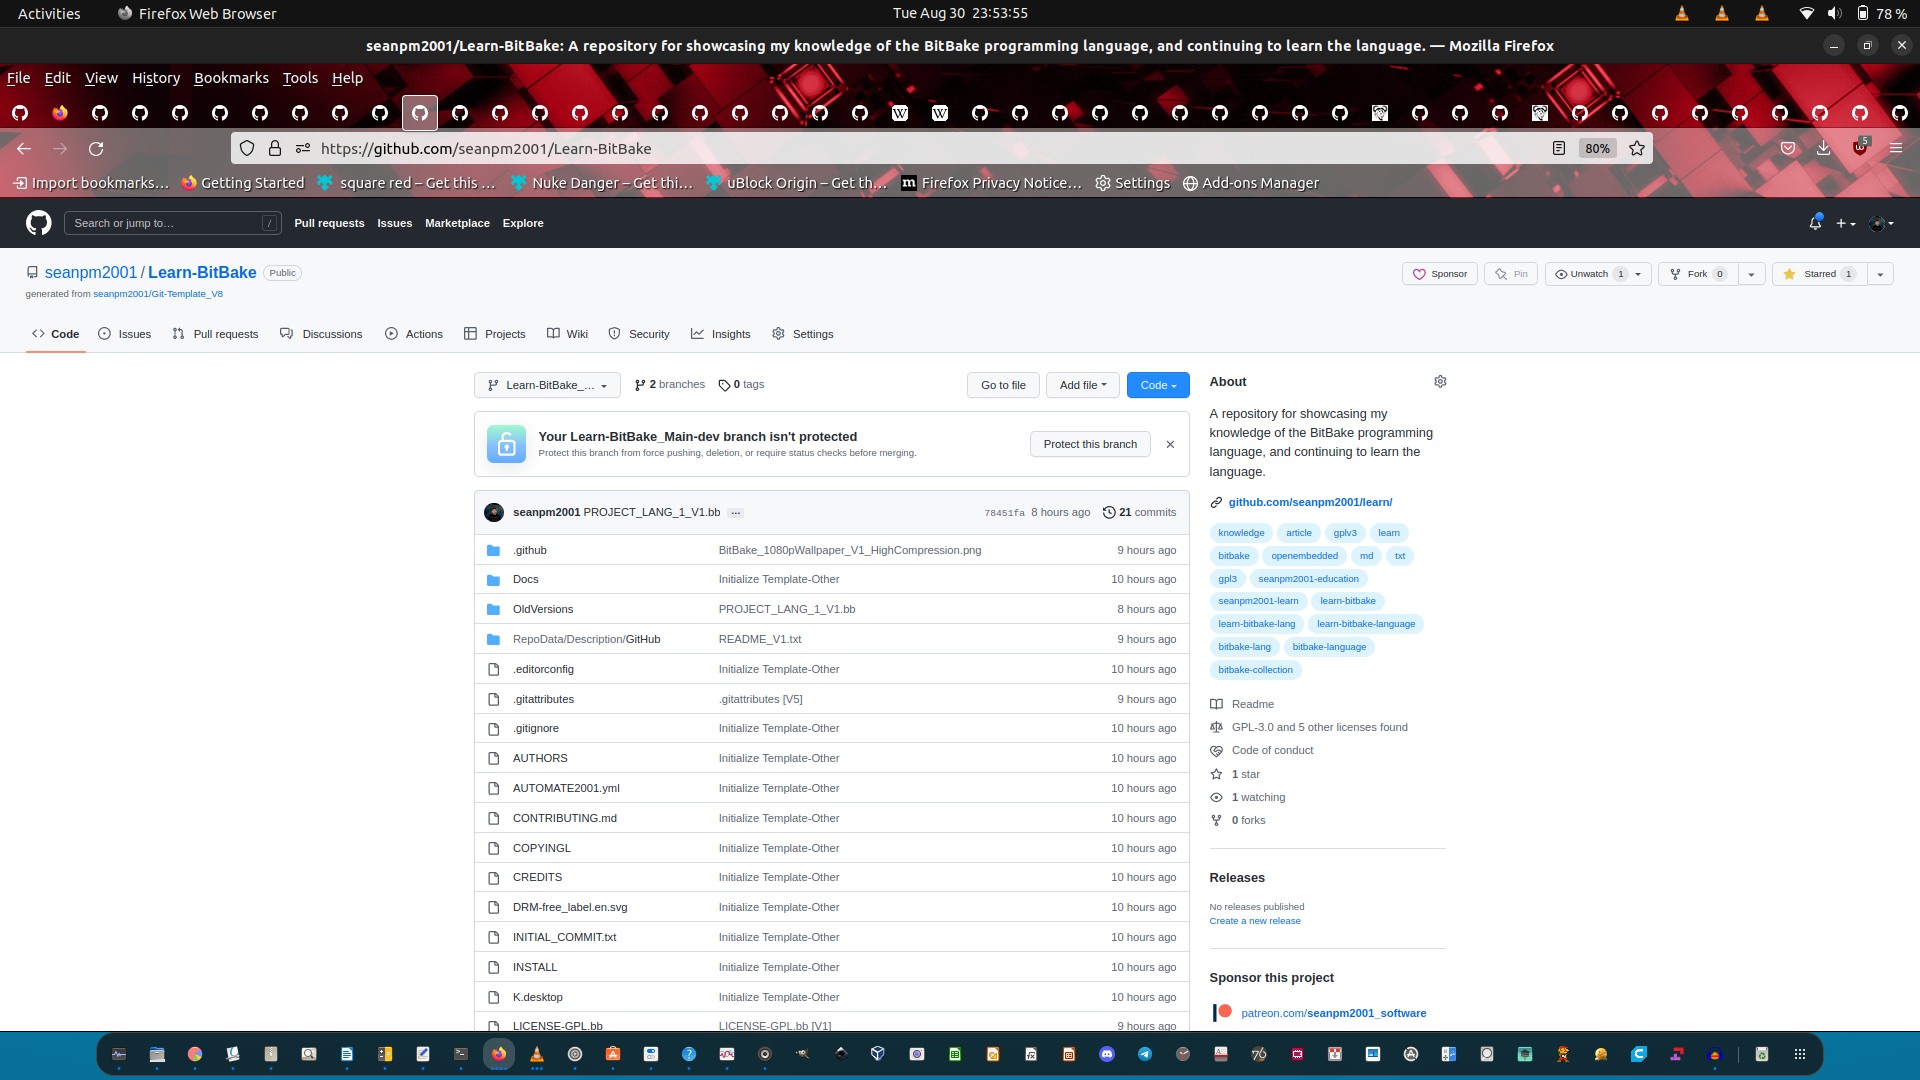 Activities
Firefox Web Browser
Tue Aug 30 23:53:55
78 %
seanpm2001/Learn-BitBake: A repository for showcasing my knowledge of the BitBake programming language, and continuing to learn the language. — Mozilla Firefox
File Edit View History Bookmarks Tools Help
https://github.com/seanpm2001/Learn-BitBake
80%
5
Import bookmarks…
Getting Started
square red – Get this …
Nuke Danger – Get thi…
uBlock Origin – Get th…
Firefox Privacy Notice…
Settings
Add-ons Manager
Search or jump to…
/
Pull requests
Issues
Marketplace
Explore
seanpm2001 / Learn-BitBake
Public
generated from seanpm2001/Git-Template_V8
Sponsor
Pin
Unwatch 1
Fork 0
Starred 1
Code
Issues
Pull requests
Discussions
Actions
Projects
Wiki
Security
Insights
Settings
Learn-BitBake_…
2 branches
0 tags
Go to file
Add file
Code
Your Learn-BitBake_Main-dev branch isn't protected
Protect this branch from force pushing, deletion, or require status checks before merging.
Protect this branch
seanpm2001 PROJECT_LANG_1_V1.bb …
78451fa 8 hours ago
21 commits
.github BitBake_1080pWallpaper_V1_HighCompression.png 9 hours ago
Docs Initialize Template-Other 10 hours ago
OldVersions PROJECT_LANG_1_V1.bb 8 hours ago
RepoData/Description/GitHub README_V1.txt 9 hours ago
.editorconfig Initialize Template-Other 10 hours ago
.gitattributes .gitattributes [V5] 9 hours ago
.gitignore Initialize Template-Other 10 hours ago
AUTHORS Initialize Template-Other 10 hours ago
AUTOMATE2001.yml Initialize Template-Other 10 hours ago
CONTRIBUTING.md Initialize Template-Other 10 hours ago
COPYINGL Initialize Template-Other 10 hours ago
CREDITS Initialize Template-Other 10 hours ago
DRM-free_label.en.svg Initialize Template-Other 10 hours ago
INITIAL_COMMIT.txt Initialize Template-Other 10 hours ago
INSTALL Initialize Template-Other 10 hours ago
K.desktop Initialize Template-Other 10 hours ago
LICENSE-GPL.bb LICENSE-GPL.bb [V1] 9 hours ago
About
A repository for showcasing my
knowledge of the BitBake programming
language, and continuing to learn the
language.
github.com/seanpm2001/learn/
knowledge article gplv3 learn
bitbake openembedded md txt
gpl3 seanpm2001-education
seanpm2001-learn learn-bitbake
learn-bitbake-lang learn-bitbake-language
bitbake-lang bitbake-language
bitbake-collection
Readme
GPL-3.0 and 5 other licenses found
Code of conduct
1 star
1 watching
0 forks
Releases
No releases published
Create a new release
Sponsor this project
patreon.com/seanpm2001_software